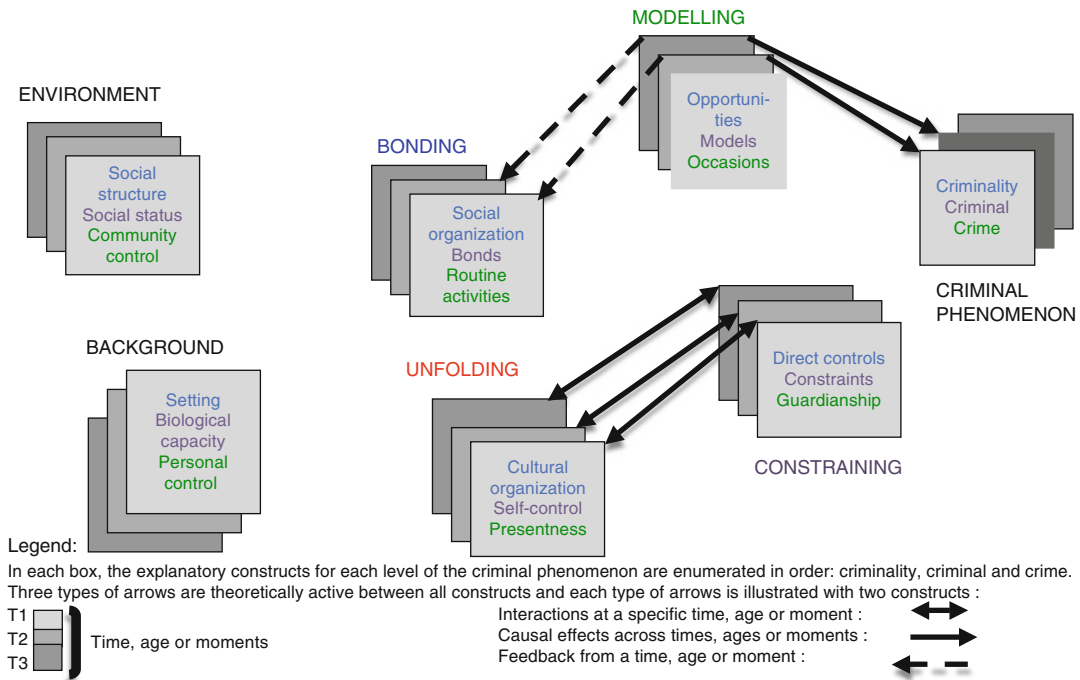 MODELLING
ENVIRONMENT
Opportuni-
ties
Models
Occasions
BONDING
Social
structure
Social status
Community
control
Social
organization
Bonds
Routine
activities
Criminality
Criminal
Crime
CRIMINAL
PHENOMENON
BACKGROUND
Setting
Biological
capacity
Personal
control
UNFOLDING
Direct controls
Constraints
Guardianship
CONSTRAINING
Cultural
organization
Self-control
Presentness
Legend:
In each box, the explanatory constructs for each level of the criminal phenomenon are enumerated in order: criminality, criminal and crime.
Three types of arrows are theoretically active between all constructs and each type of arrows is illustrated with two constructs :
T1
T2
T3
Time, age or moments
Interactions at a specific time, age or moment :
Causal effects across times, ages or moments :
Feedback from a time, age or moment :